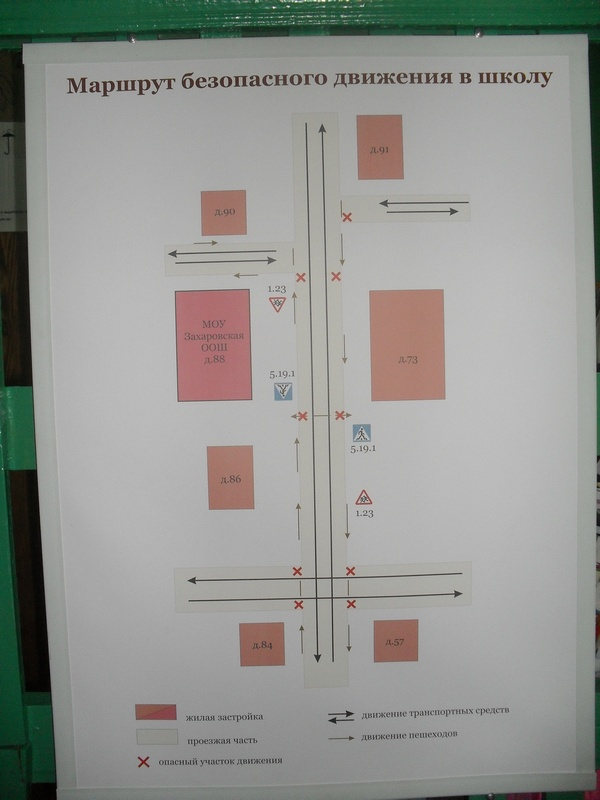 Маршрут безопасного движения в школу
д.91
д.90
1.23
МОУ
Захаровская
ООШ
д.88
д.73
5.19.1
5.19.1
д.86
1.23
д.84
д.57
жилая застройка
движение транспортных средств
проезжая часть
движение пешеходов
опасный участок движения